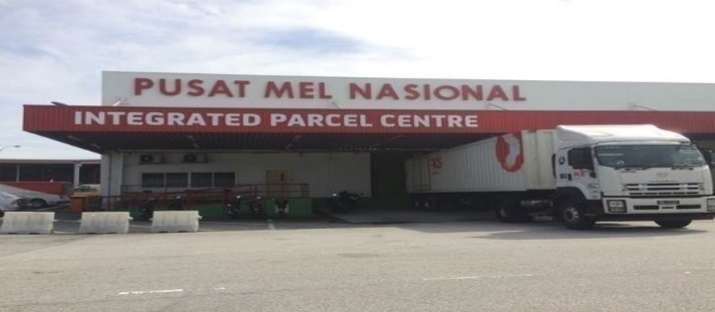 PUSAT MEL NASIONAL
INTEGRATED PARCEL CENTRE